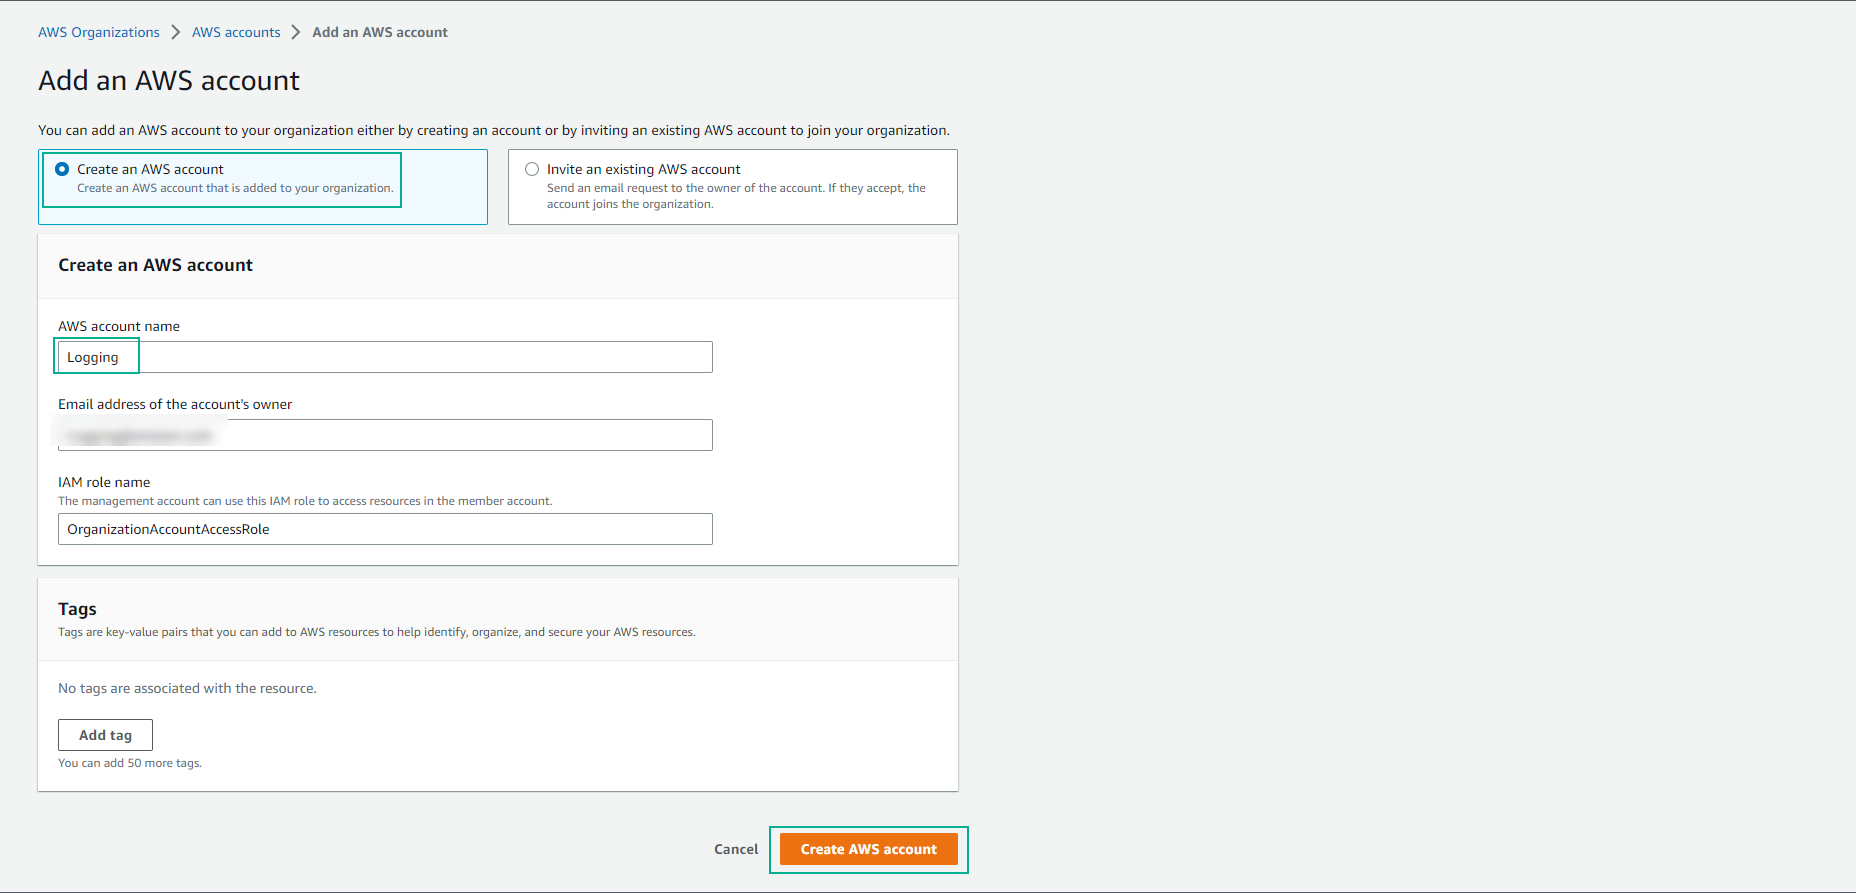 AWS Organizations > AWS accounts > Add an AWS account
Add an AWS account
You can add an AWS account to your organization either by creating an account or by inviting an existing AWS account to join your organization.
Create an AWS account
Create an AWS account that is added to your organization.
Invite an existing AWS account
Send an email request to the owner of the account. If they accept, the
account joins the organization.
Create an AWS account
AWS account name
Logging
Email address of the account's owner
IAM role name
The management account can use this IAM role to access resources in the member account.
OrganizationAccountAccessRole
Tags
Tags are key-value pairs that you can add to AWS resources to help identify, organize, and secure your AWS resources.
No tags are associated with the resource.
Add tag
You can add 50 more tags.
Cancel
Create AWS account